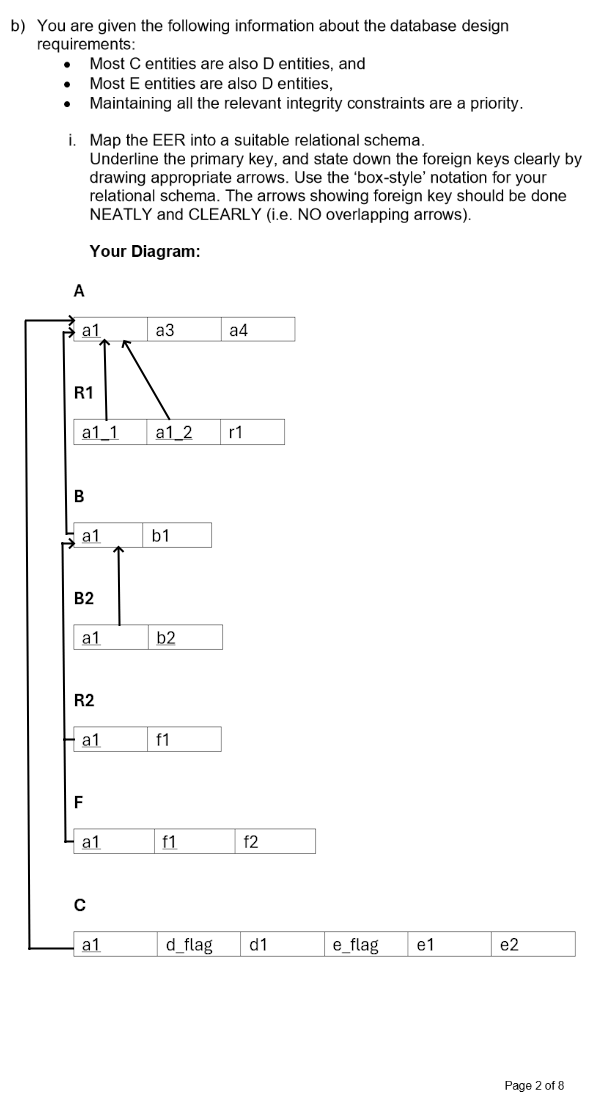 b) You are given the following information about the database design
requirements:
• Most C entities are also D entities, and
• Most E entities are also D entities,
• Maintaining all the relevant integrity constraints are a priority.
i. Map the EER into a suitable relational schema.
Underline the primary key, and state down the foreign keys clearly by
drawing appropriate arrows. Use the ‘box-style’ notation for your
relational schema. The arrows showing foreign key should be done
NEATLY and CLEARLY (i.e. NO overlapping arrows).
Your Diagram:
A
a1 a3 a4
R1
a1_1 a1_2 r1
B
a1 b1
B2
a1 b2
R2
a1 f1
F
a1 f1 f2
C
a1 d_flag d1 e_flag e1 e2
Page 2 of 8